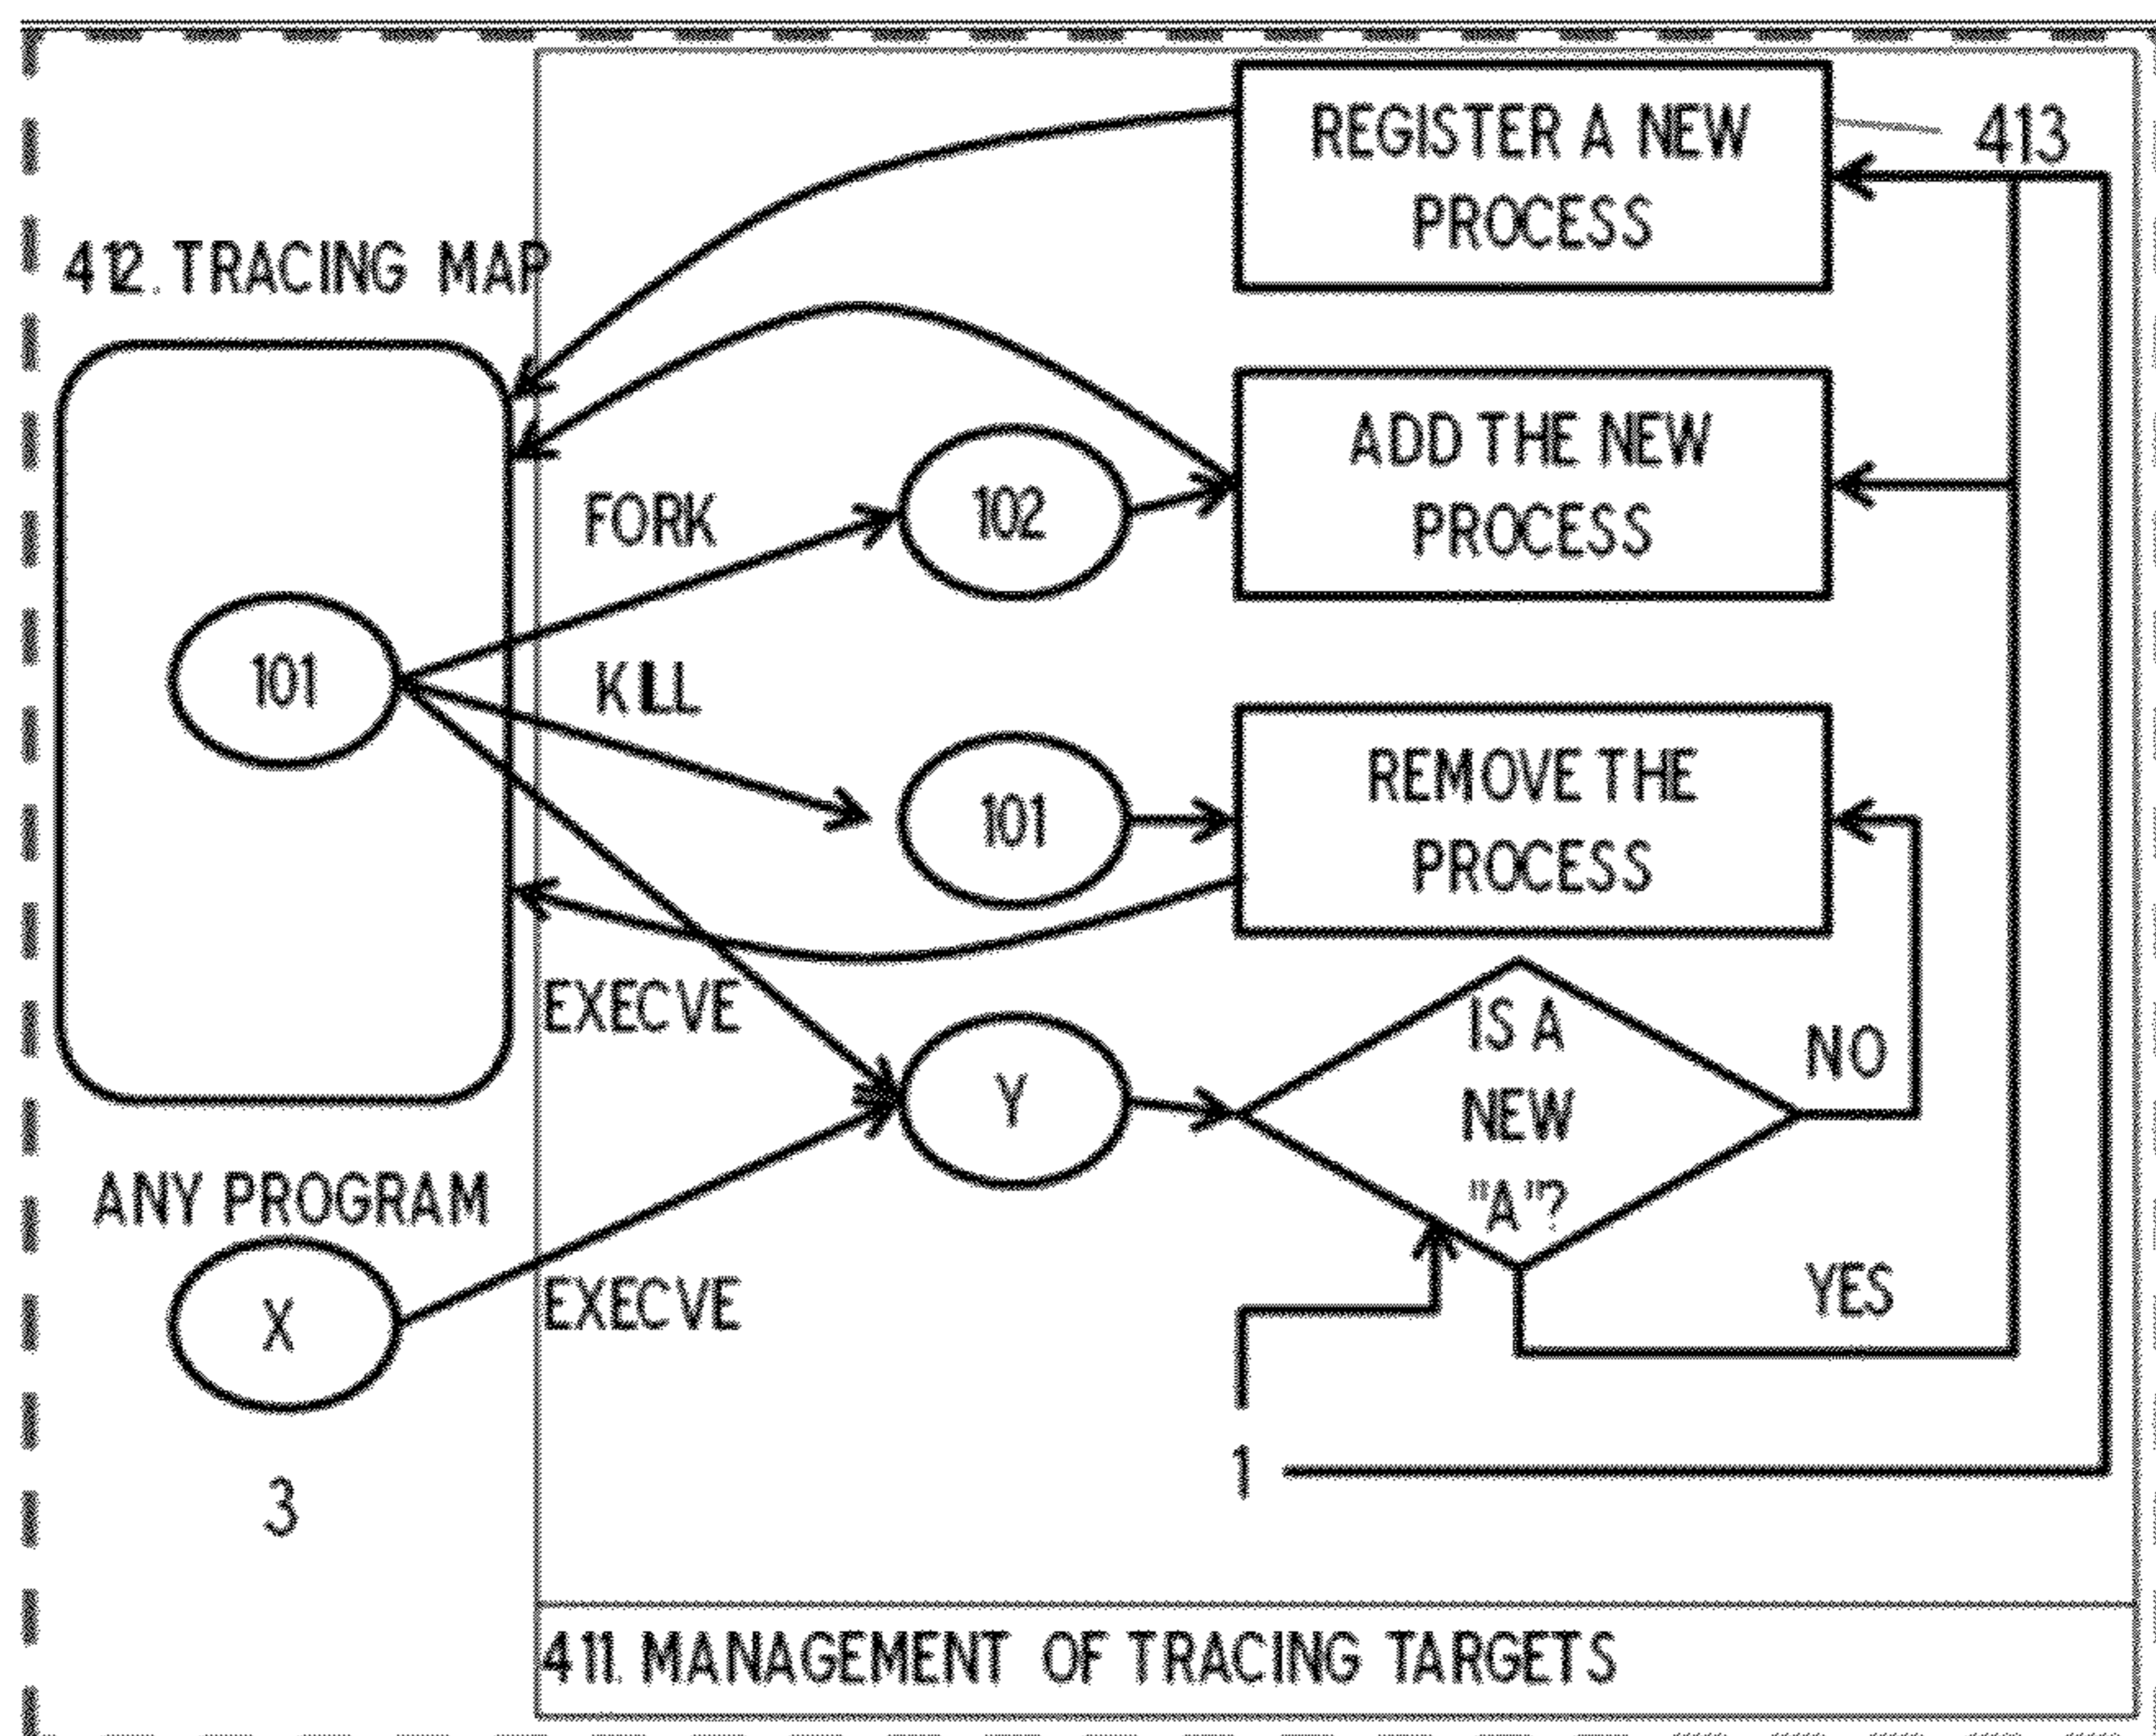 REGISTER A NEW
PROCESS
413
412. TRACING MAP
ADD THE NEW
PROCESS
FORK
102
101
KILL
REMOVE THE
PROCESS
101
EXECVE
IS A
NEW
"A"?
NO
Y
ANY PROGRAM
X
EXECVE
YES
1
3
411. MANAGEMENT OF TRACING TARGETS